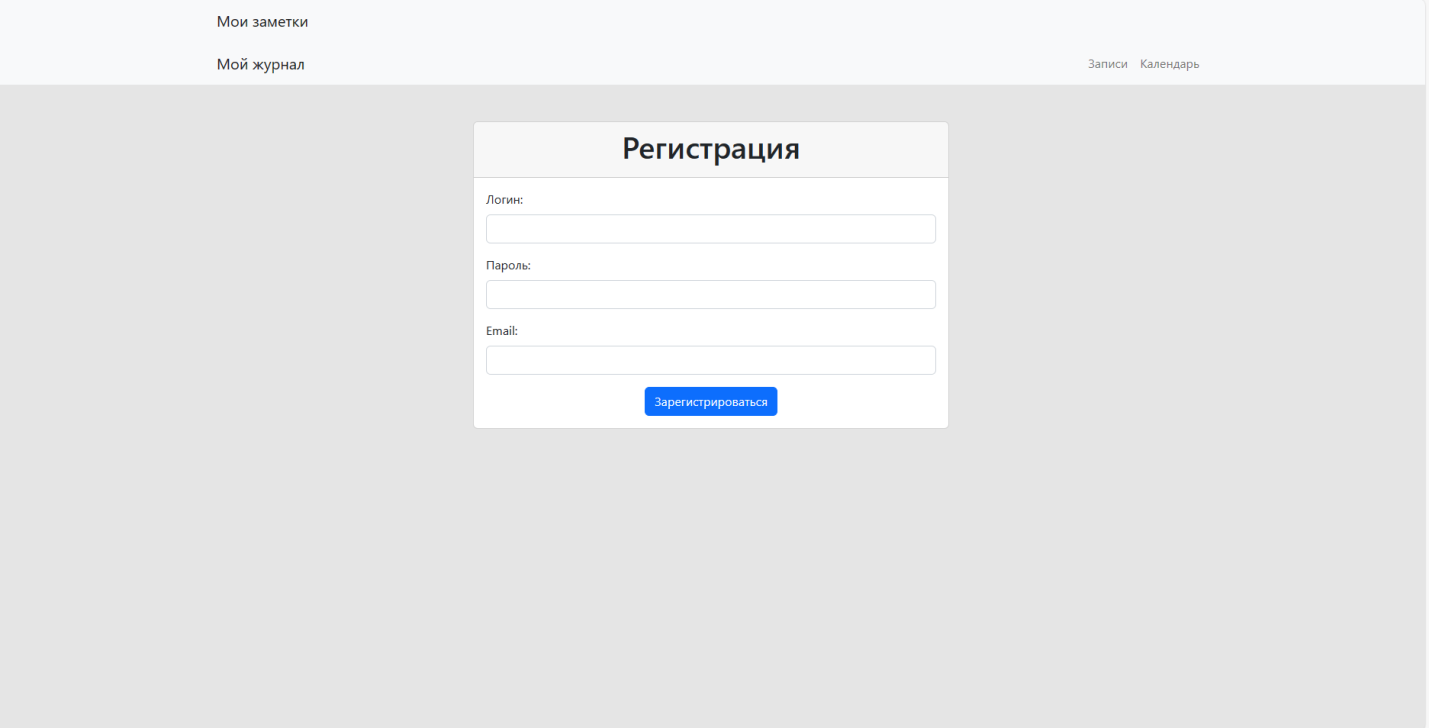 Мои заметки
Мой журнал
Записи Календарь
Регистрация
Логин:
Пароль:
Email:
Зарегистрироваться